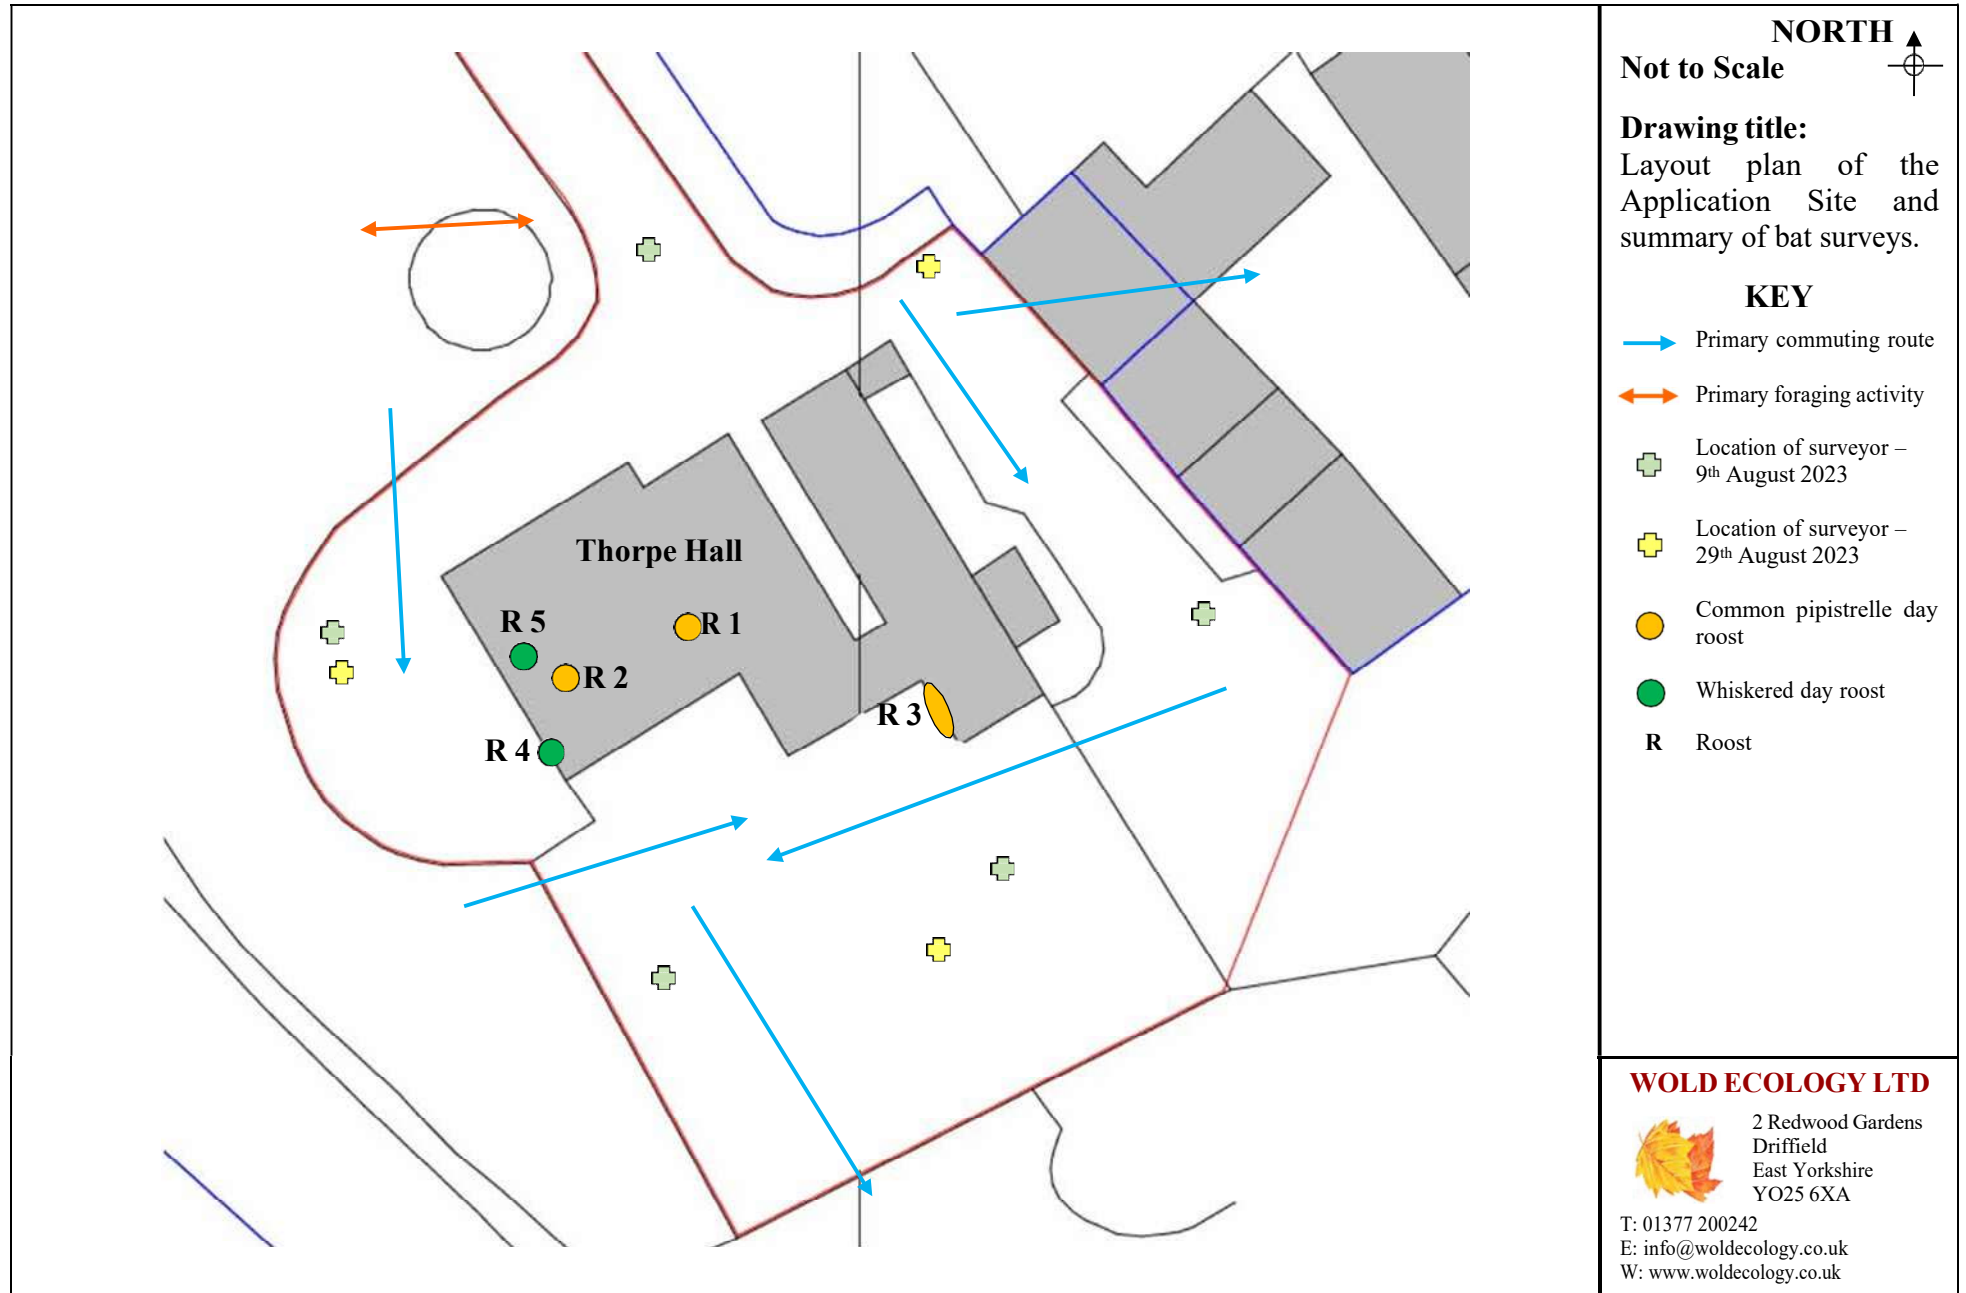 NORTH
Not to Scale
Drawing title:
Layout plan of the
Application Site and
summary of bat surveys.
KEY
Primary commuting route
Primary foraging activity
Location of surveyor –
9th August 2023
Location of surveyor –
29th August 2023
Common pipistrelle day
roost
Whiskered day roost
R Roost
Thorpe Hall
R 5
R 1
R 2
R 3
R 4
WOLD ECOLOGY LTD
2 Redwood Gardens
Driffield
East Yorkshire
YO25 6XA
T: 01377 200242
E: info@woldecology.co.uk
W: www.woldecology.co.uk